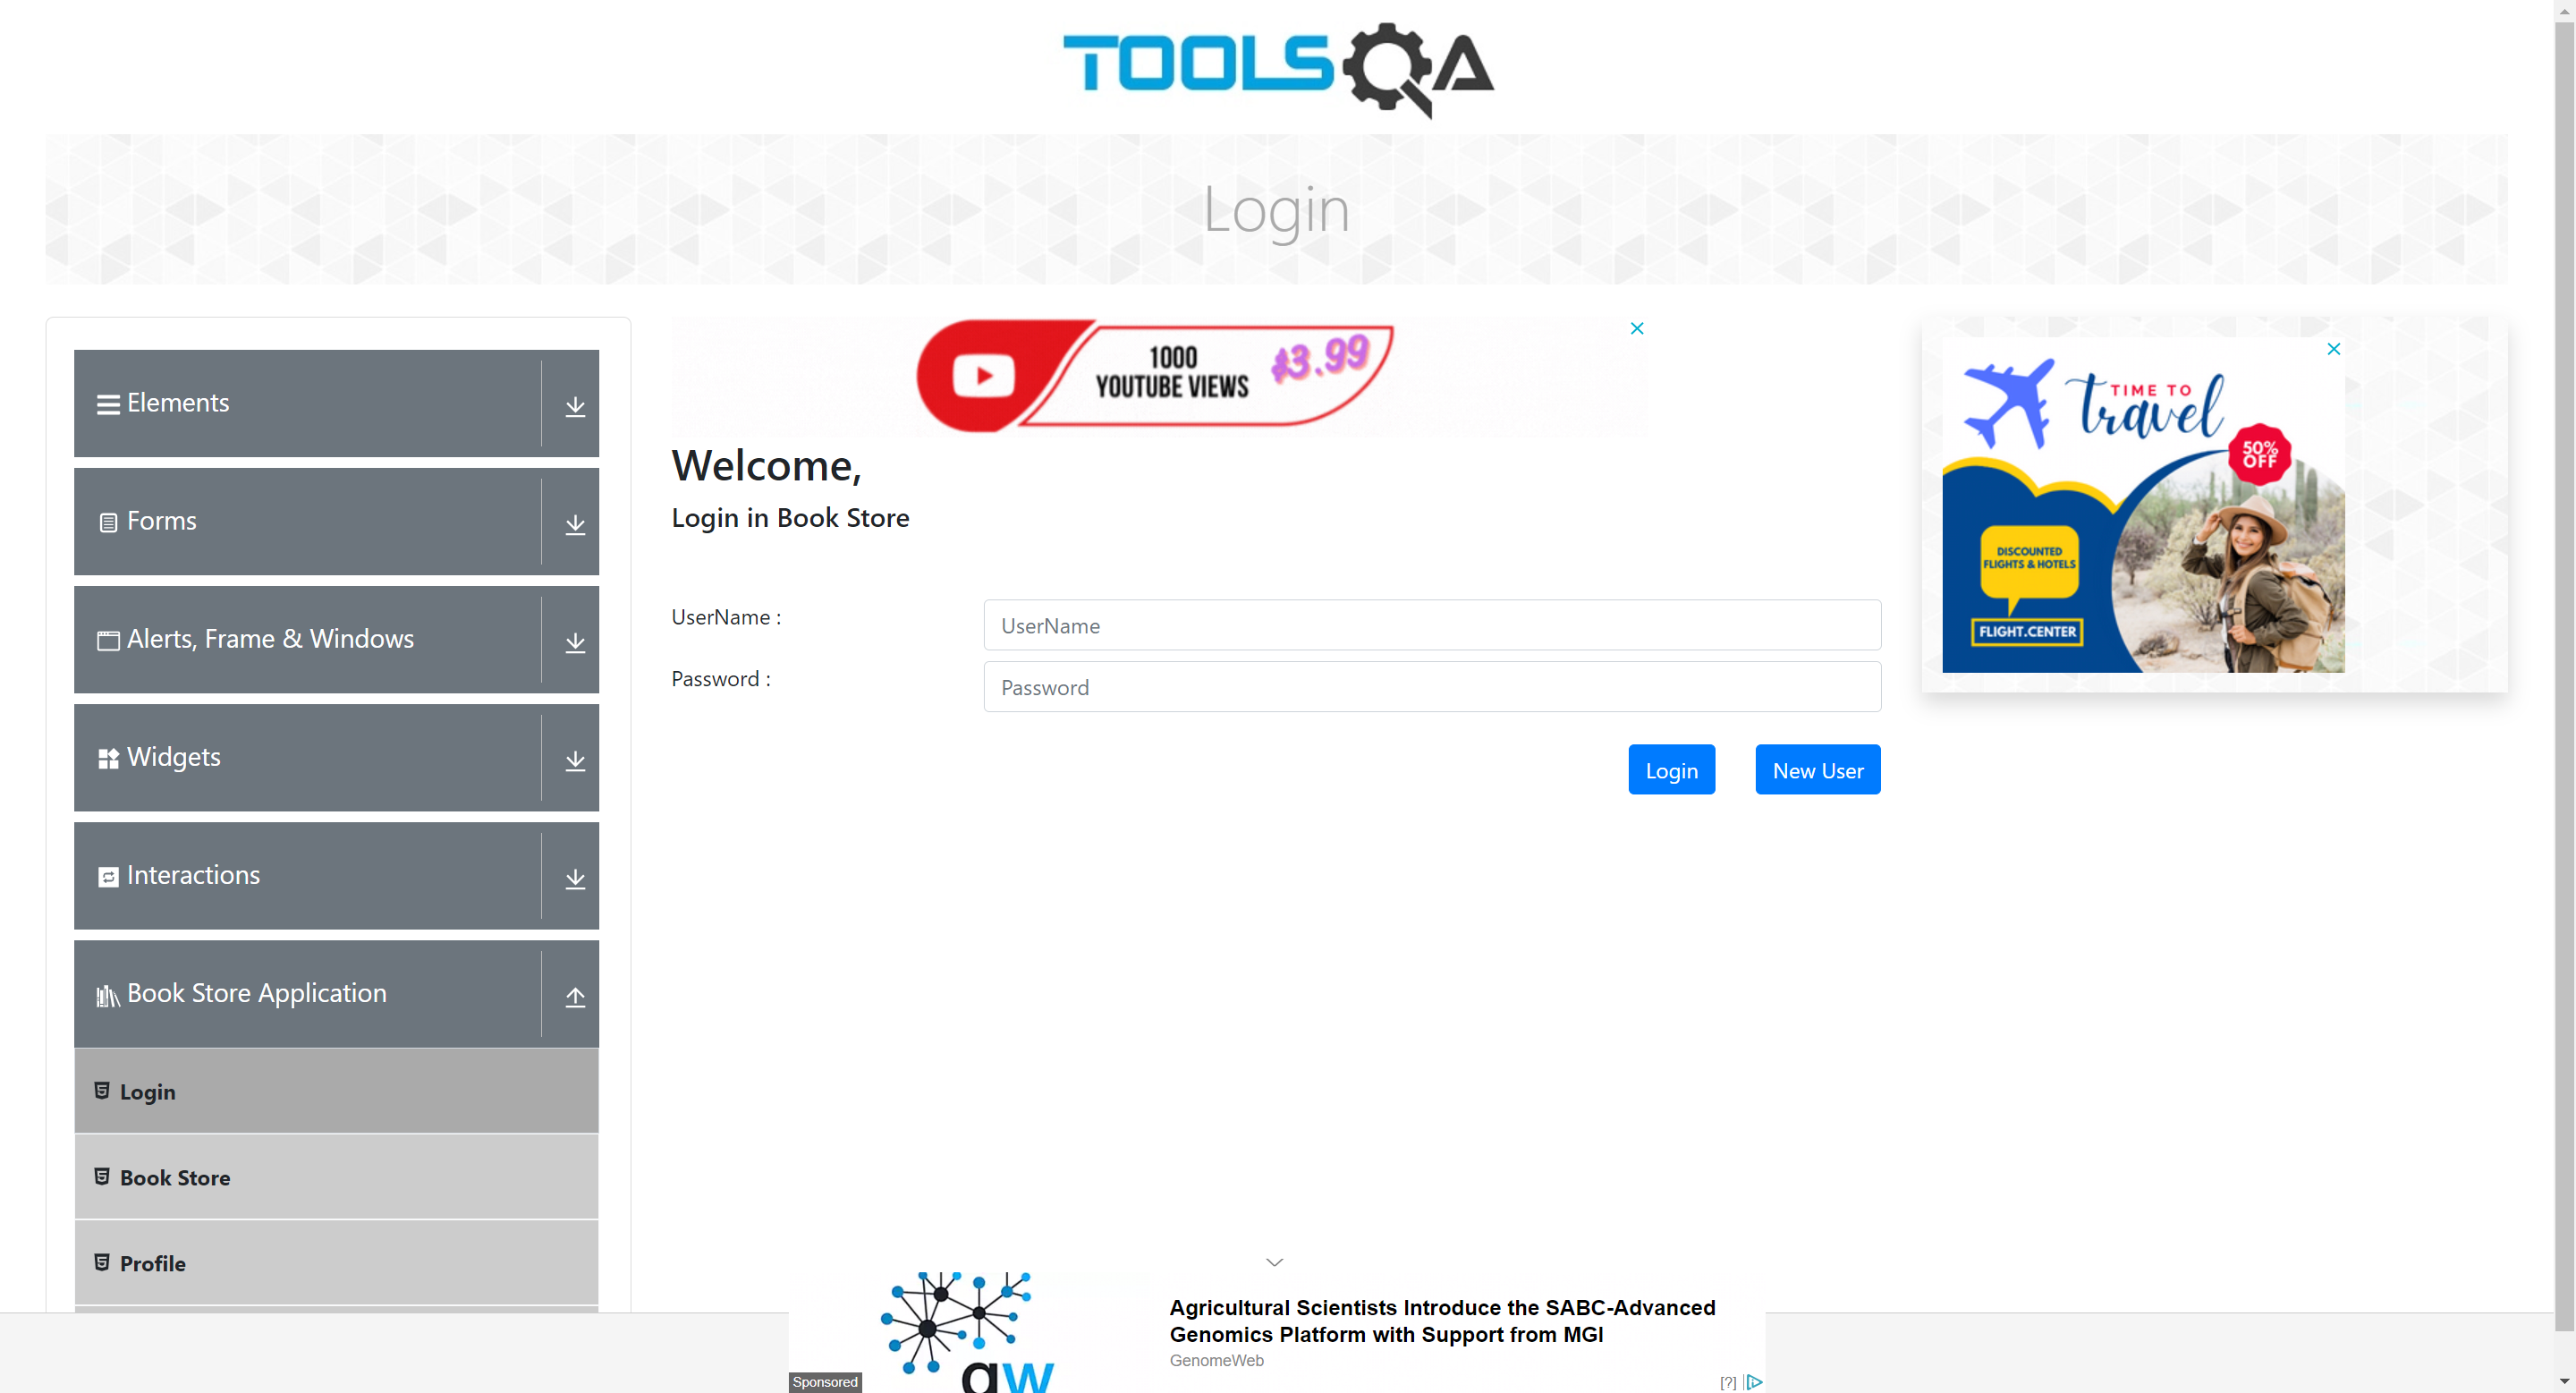 TOOLSQA
Login
Elements
Forms
Alerts, Frame & Windows
Widgets
Interactions
Book Store Application
Login
Book Store
Profile
1000
YOUTUBE VIEWS
$3.99
Welcome,
Login in Book Store
UserName :
UserName
Password :
Password
Login
New User
TIME TO
travel
50%
OFF
DISCOUNTED
FLIGHTS & HOTELS
FLIGHT.CENTER
Agricultural Scientists Introduce the SABC-Advanced
Genomics Platform with Support from MGI
GenomeWeb
gw
Sponsored
[?]